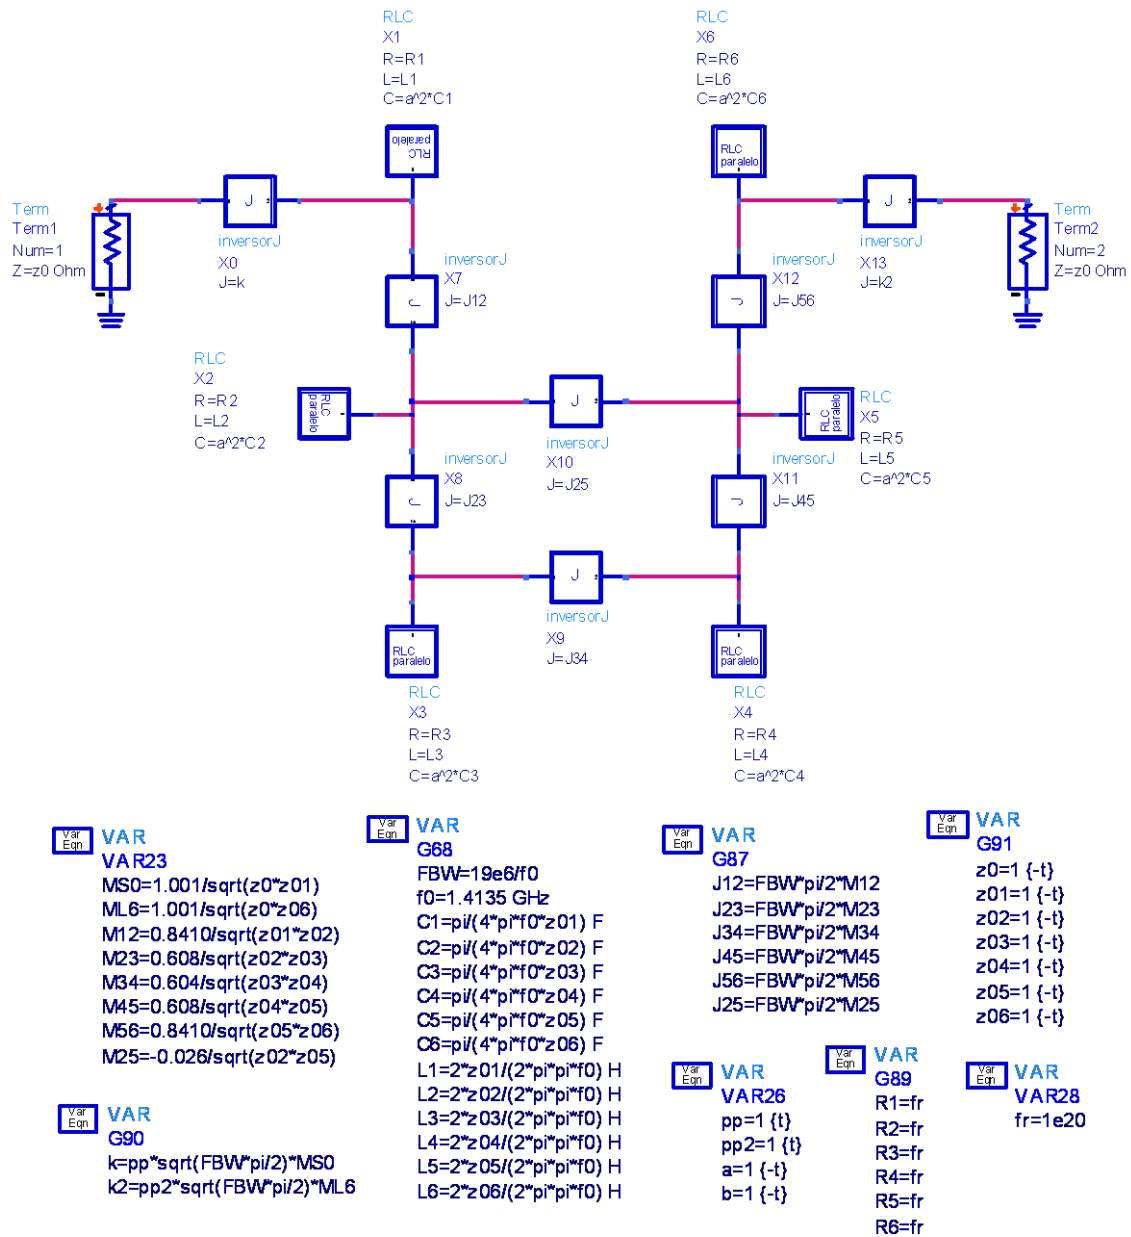 RLC
X1
R=R1
L=L1
C=a^2*C1
RLC
X6
R=R6
L=L6
C=a^2*C6
RLC
paralelo
RLC
paralelo
Term
Term1
Num=1
Z=z0 Ohm
J
inversorJ
X0
J=k
J
inversorJ
X13
J=k2
Term
Term2
Num=2
Z=z0 Ohm
J
inversorJ
X7
J=J12
J
inversorJ
X12
J=J56
RLC
X2
R=R2
L=L2
C=a^2*C2
RLC
paralelo
J
inversorJ
X10
J=J25
RLC
paralelo
RLC
X5
R=R5
L=L5
C=a^2*C5
J
inversorJ
X8
J=J23
J
inversorJ
X11
J=J45
J
inversorJ
X9
J=J34
RLC
paralelo
RLC
X3
R=R3
L=L3
C=a^2*C3
RLC
paralelo
RLC
X4
R=R4
L=L4
C=a^2*C4
Var
Eqn
VAR
VAR23
MS0=1.001/sqrt(z0*z01)
ML6=1.001/sqrt(z0*z06)
M12=0.8410/sqrt(z01*z02)
M23=0.608/sqrt(z02*z03)
M34=0.604/sqrt(z03*z04)
M45=0.608/sqrt(z04*z05)
M56=0.8410/sqrt(z05*z06)
M25=-0.026/sqrt(z02*z05)
Var
Eqn
VAR
G90
k=pp*sqrt(FBW*pi/2)*MS0
k2=pp2*sqrt(FBW*pi/2)*ML6
Var
Eqn
VAR
G68
FBW=19e6/f0
f0=1.4135 GHz
C1=pi/(4*pi*f0*z01) F
C2=pi/(4*pi*f0*z02) F
C3=pi/(4*pi*f0*z03) F
C4=pi/(4*pi*f0*z04) F
C5=pi/(4*pi*f0*z05) F
C6=pi/(4*pi*f0*z06) F
L1=2*z01/(2*pi*pi*f0) H
L2=2*z02/(2*pi*pi*f0) H
L3=2*z03/(2*pi*pi*f0) H
L4=2*z04/(2*pi*pi*f0) H
L5=2*z05/(2*pi*pi*f0) H
L6=2*z06/(2*pi*pi*f0) H
Var
Eqn
VAR
G87
J12=FBW*pi/2*M12
J23=FBW*pi/2*M23
J34=FBW*pi/2*M34
J45=FBW*pi/2*M45
J56=FBW*pi/2*M56
J25=FBW*pi/2*M25
Var
Eqn
VAR
G91
z0=1 {-t}
z01=1 {-t}
z02=1 {-t}
z03=1 {-t}
z04=1 {-t}
z05=1 {-t}
z06=1 {-t}
Var
Eqn
VAR
VAR26
pp=1 {t}
pp2=1 {t}
a=1 {-t}
b=1 {-t}
Var
Eqn
VAR
G89
R1=fr
R2=fr
R3=fr
R4=fr
R5=fr
R6=fr
Var
Eqn
VAR
VAR28
fr=1e20